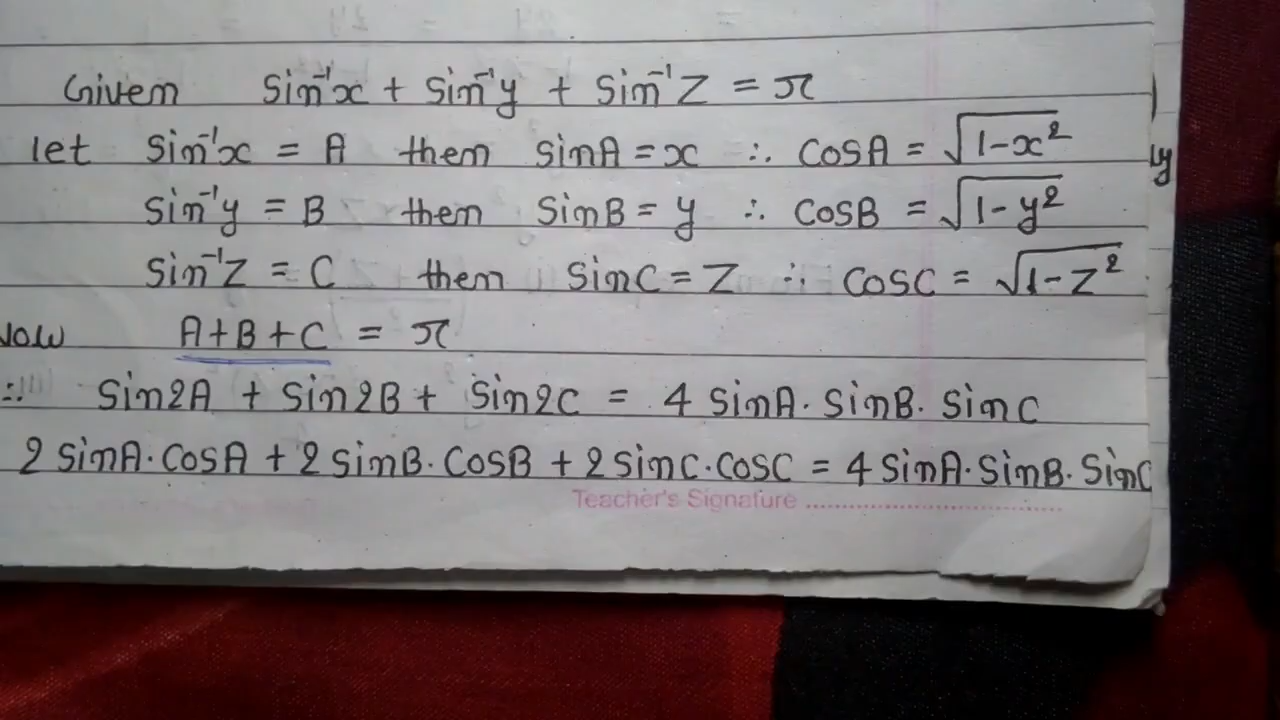 Given Sin⁻¹x + Sin⁻¹y + Sin⁻¹Z = π
let Sin⁻¹x = A then sinA = x ∴ cosA = √1-x²
Sin⁻¹y = B then SinB = y ∴ cosB = √1-y²
Sin⁻¹Z = C then SinC = Z ∴ cosC = √1-Z²
Now A+B+C = π
∴ Sin2A + Sin2B + Sin2C = 4 SinA. SinB. Sin C
2 SinA.CosA + 2 SinB.CosB + 2 SinC.CosC = 4 SinA.SinB.SinC
Teacher's Signature